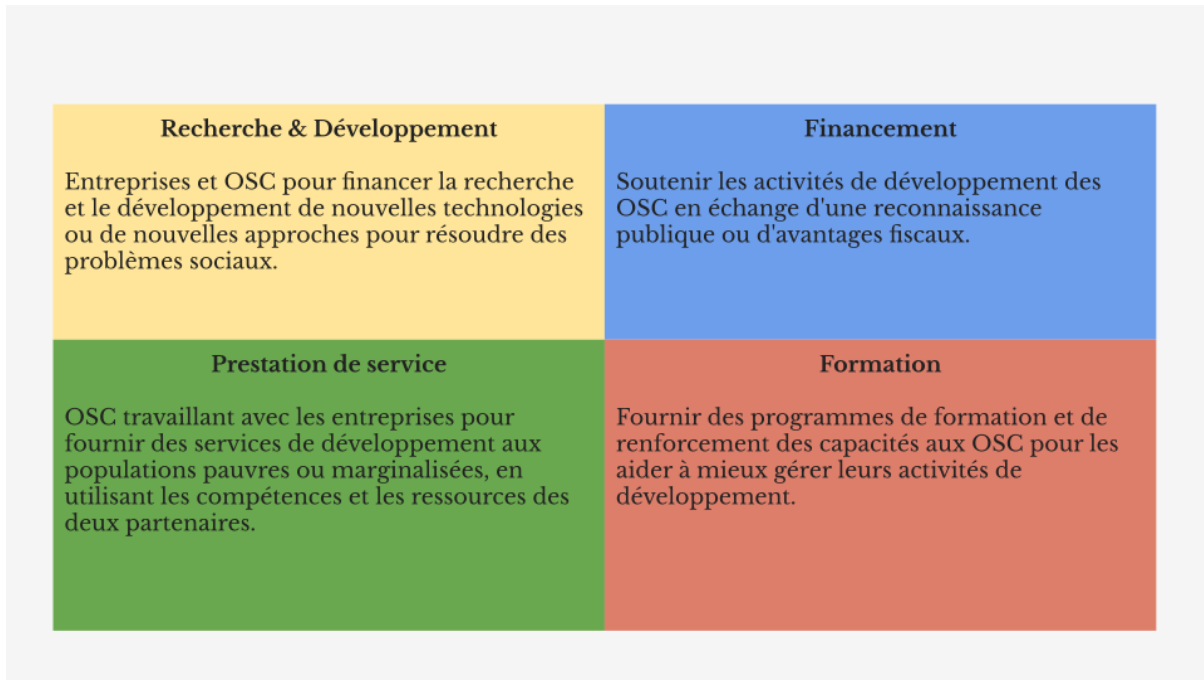 Recherche & Développement
Entreprises et OSC pour financer la recherche
et le développement de nouvelles technologies
ou de nouvelles approches pour résoudre des
problèmes sociaux.
Financement
Soutenir les activités de développement des
OSC en échange d'une reconnaissance
publique ou d'avantages fiscaux.
Prestation de service
OSC travaillant avec les entreprises pour
fournir des services de développement aux
populations pauvres ou marginalisées, en
utilisant les compétences et les ressources des
deux partenaires.
Formation
Fournir des programmes de formation et de
renforcement des capacités aux OSC pour les
aider à mieux gérer leurs activités de
développement.